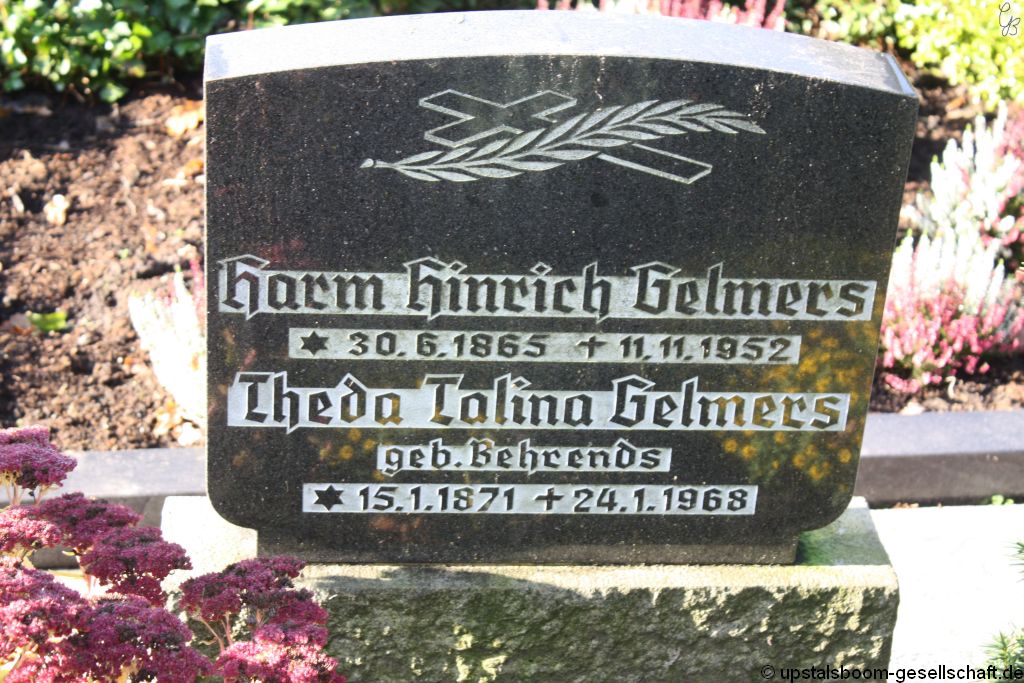 Harm Hinrich Gelmers
✶ 30.6.1865 ✝ 11.11.1952
Theda Talina Gelmers
geb. Behrends
✶ 15.1.1871 ✝ 24.1.1968
© upstalsboom-gesellschaft.de